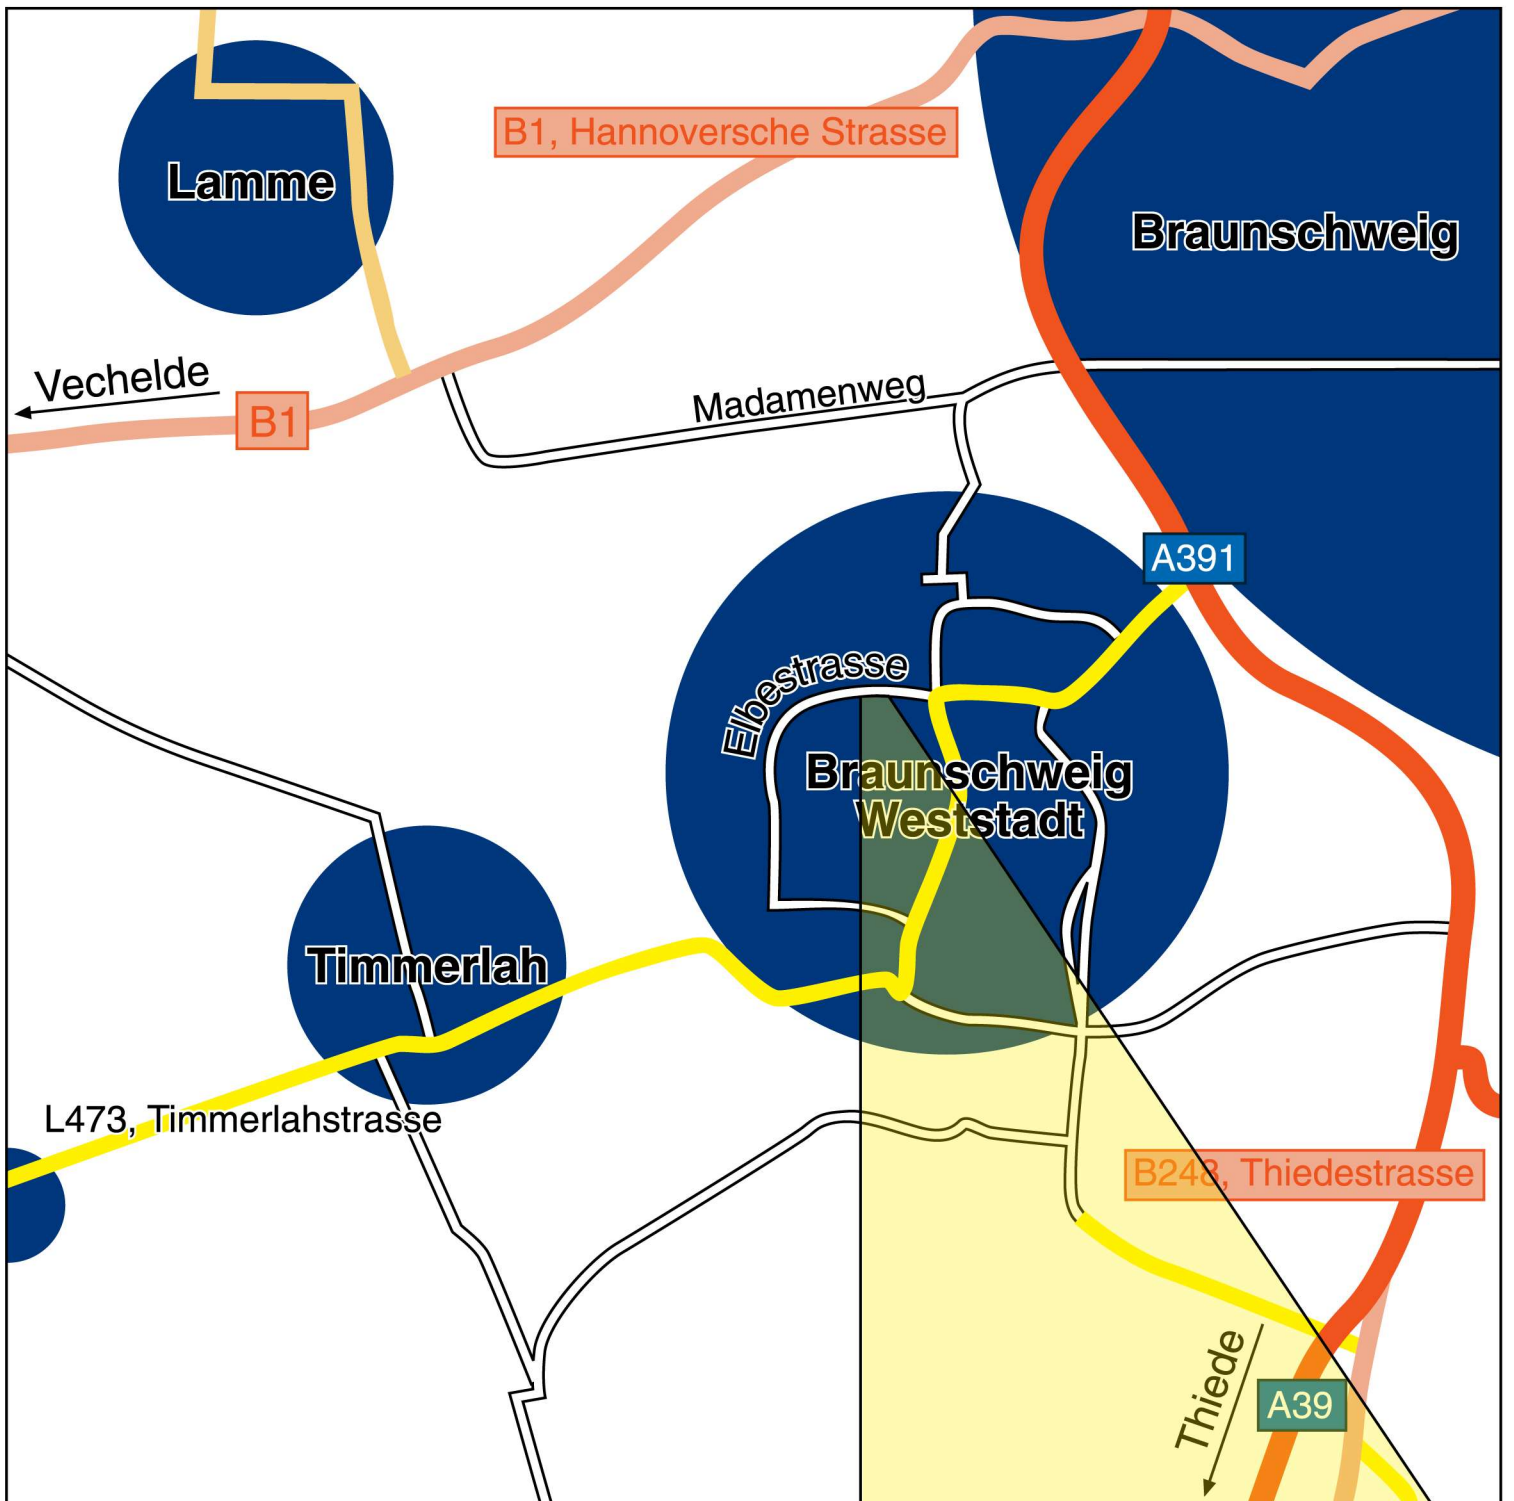 B1, Hannoversche Strasse
Lamme
Braunschweig
Vechelde
B1
Madamenweg
A391
Elbestrasse
Braunschweig
Weststadt
Timmerlah
L473, Timmerlahstrasse
B248, Thiedestrasse
Thiede
A39